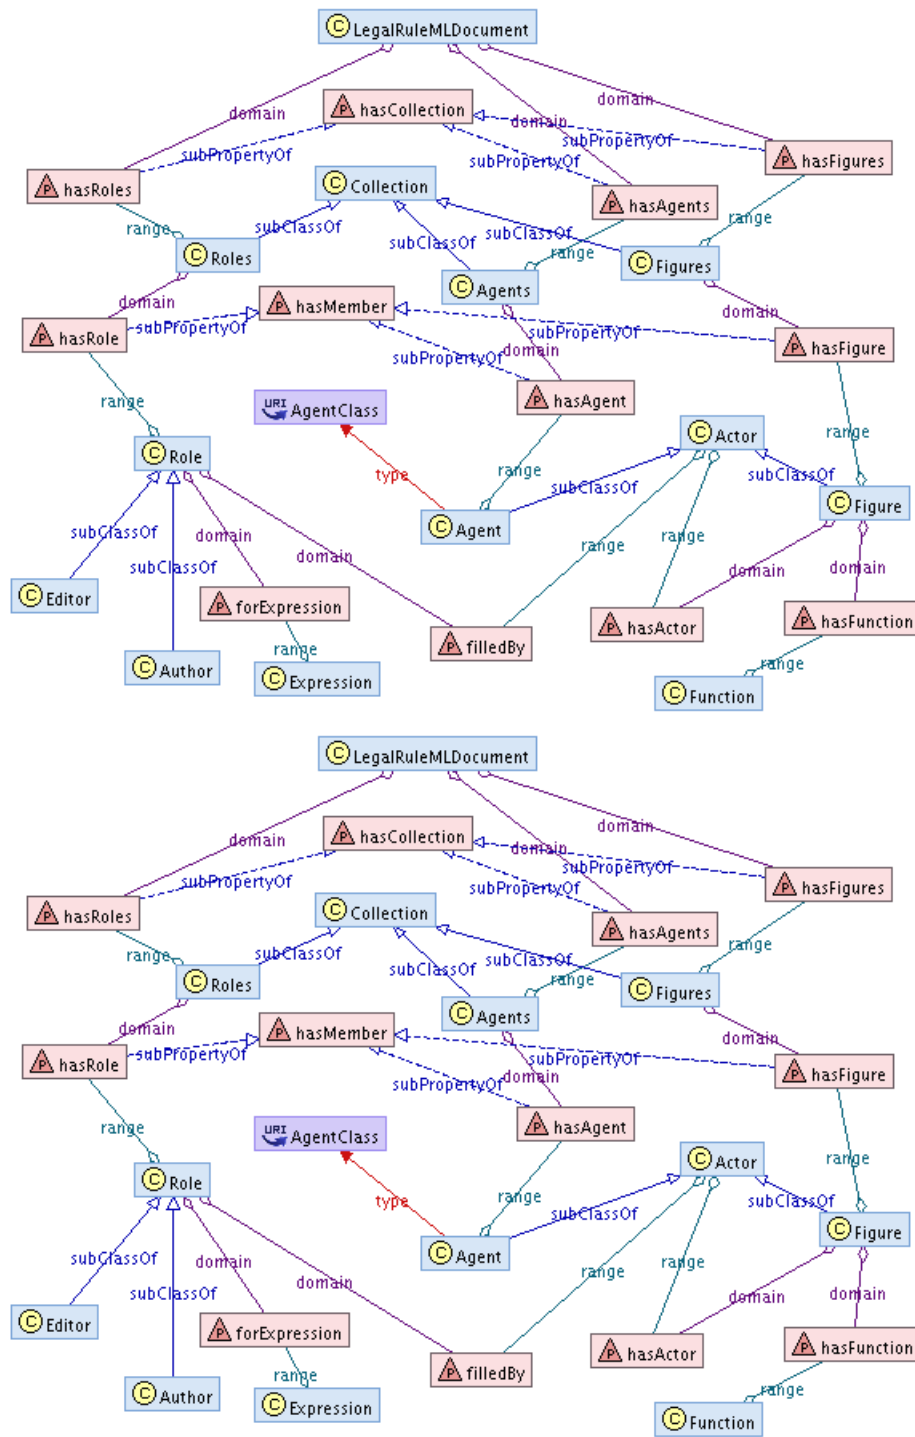 C LegalRuleMLDocument
domain
P hasCollection
domain
domain
subPropertyOf
subPropertyOf
P hasFigures
P hasRoles
C Collection
P hasAgents
range
subClassOf
subClassOf
subClassOf
range
range
C Roles
C Agents
C Figures
domain
P hasMember
domain
P hasRole
subPropertyOf
subPropertyOf
subPropertyOf
domain
P hasFigure
range
URI AgentClass
P hasAgent
C Actor
range
C Role
type
range
subClassOf
subClassOf
C Figure
subClassOf
domain
C Agent
range
range
subClassOf
domain
domain
domain
C Editor
P forExpression
P hasActor
P hasFunction
range
P filledBy
range
C Author
C Expression
C Function
C LegalRuleMLDocument
domain
P hasCollection
domain
domain
subPropertyOf
subPropertyOf
P hasFigures
P hasRoles
C Collection
P hasAgents
range
subClassOf
subClassOf
subClassOf
range
range
C Roles
C Agents
C Figures
domain
P hasMember
domain
P hasRole
subPropertyOf
subPropertyOf
subPropertyOf
domain
P hasFigure
range
URI AgentClass
P hasAgent
C Actor
range
C Role
type
range
subClassOf
subClassOf
C Figure
subClassOf
domain
C Agent
range
range
subClassOf
domain
domain
domain
C Editor
P forExpression
P hasActor
P hasFunction
range
P filledBy
range
C Author
C Expression
C Function